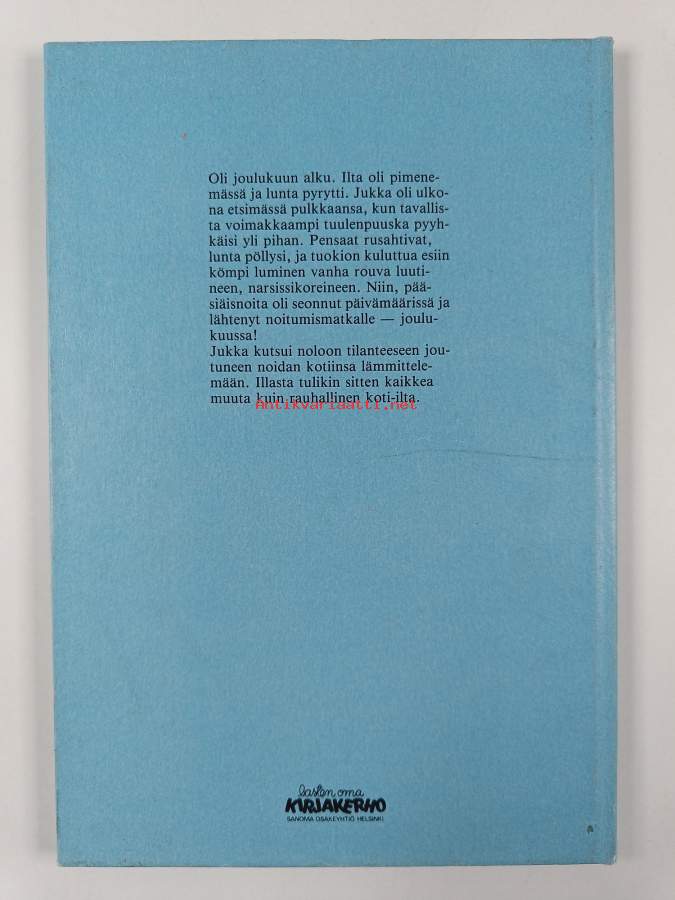 Oli joulukuun alku. Ilta oli pimene-
mässä ja lunta pyrytti. Jukka oli ulko-
na etsimässä pulkkaansa, kun tavallis-
ta voimakkaampi tuulenpuuska pyyh-
käisi yli pihan. Pensaat rusahtivat,
lunta pöllysi, ja tuokion kuluttua esiin
kömpi luminen vanha rouva luuti-
neen, narsissikoreineen. Niin, pää-
siäisnoita oli seonnut päivämäärissä ja
lähtenyt noitumismatkalle — joulu-
kuussa!
Jukka kutsui noloon tilanteeseen jou-
tuneen noidan kotiinsa lämmittele-
mään. Illasta tulikin sitten kaikkea
muuta kuin rauhallinen koti-ilta.
Antikvariaatti.net
lasten oma
KIRJAKERHO
SANOMA OSAKEYHTIÖ HELSINKI